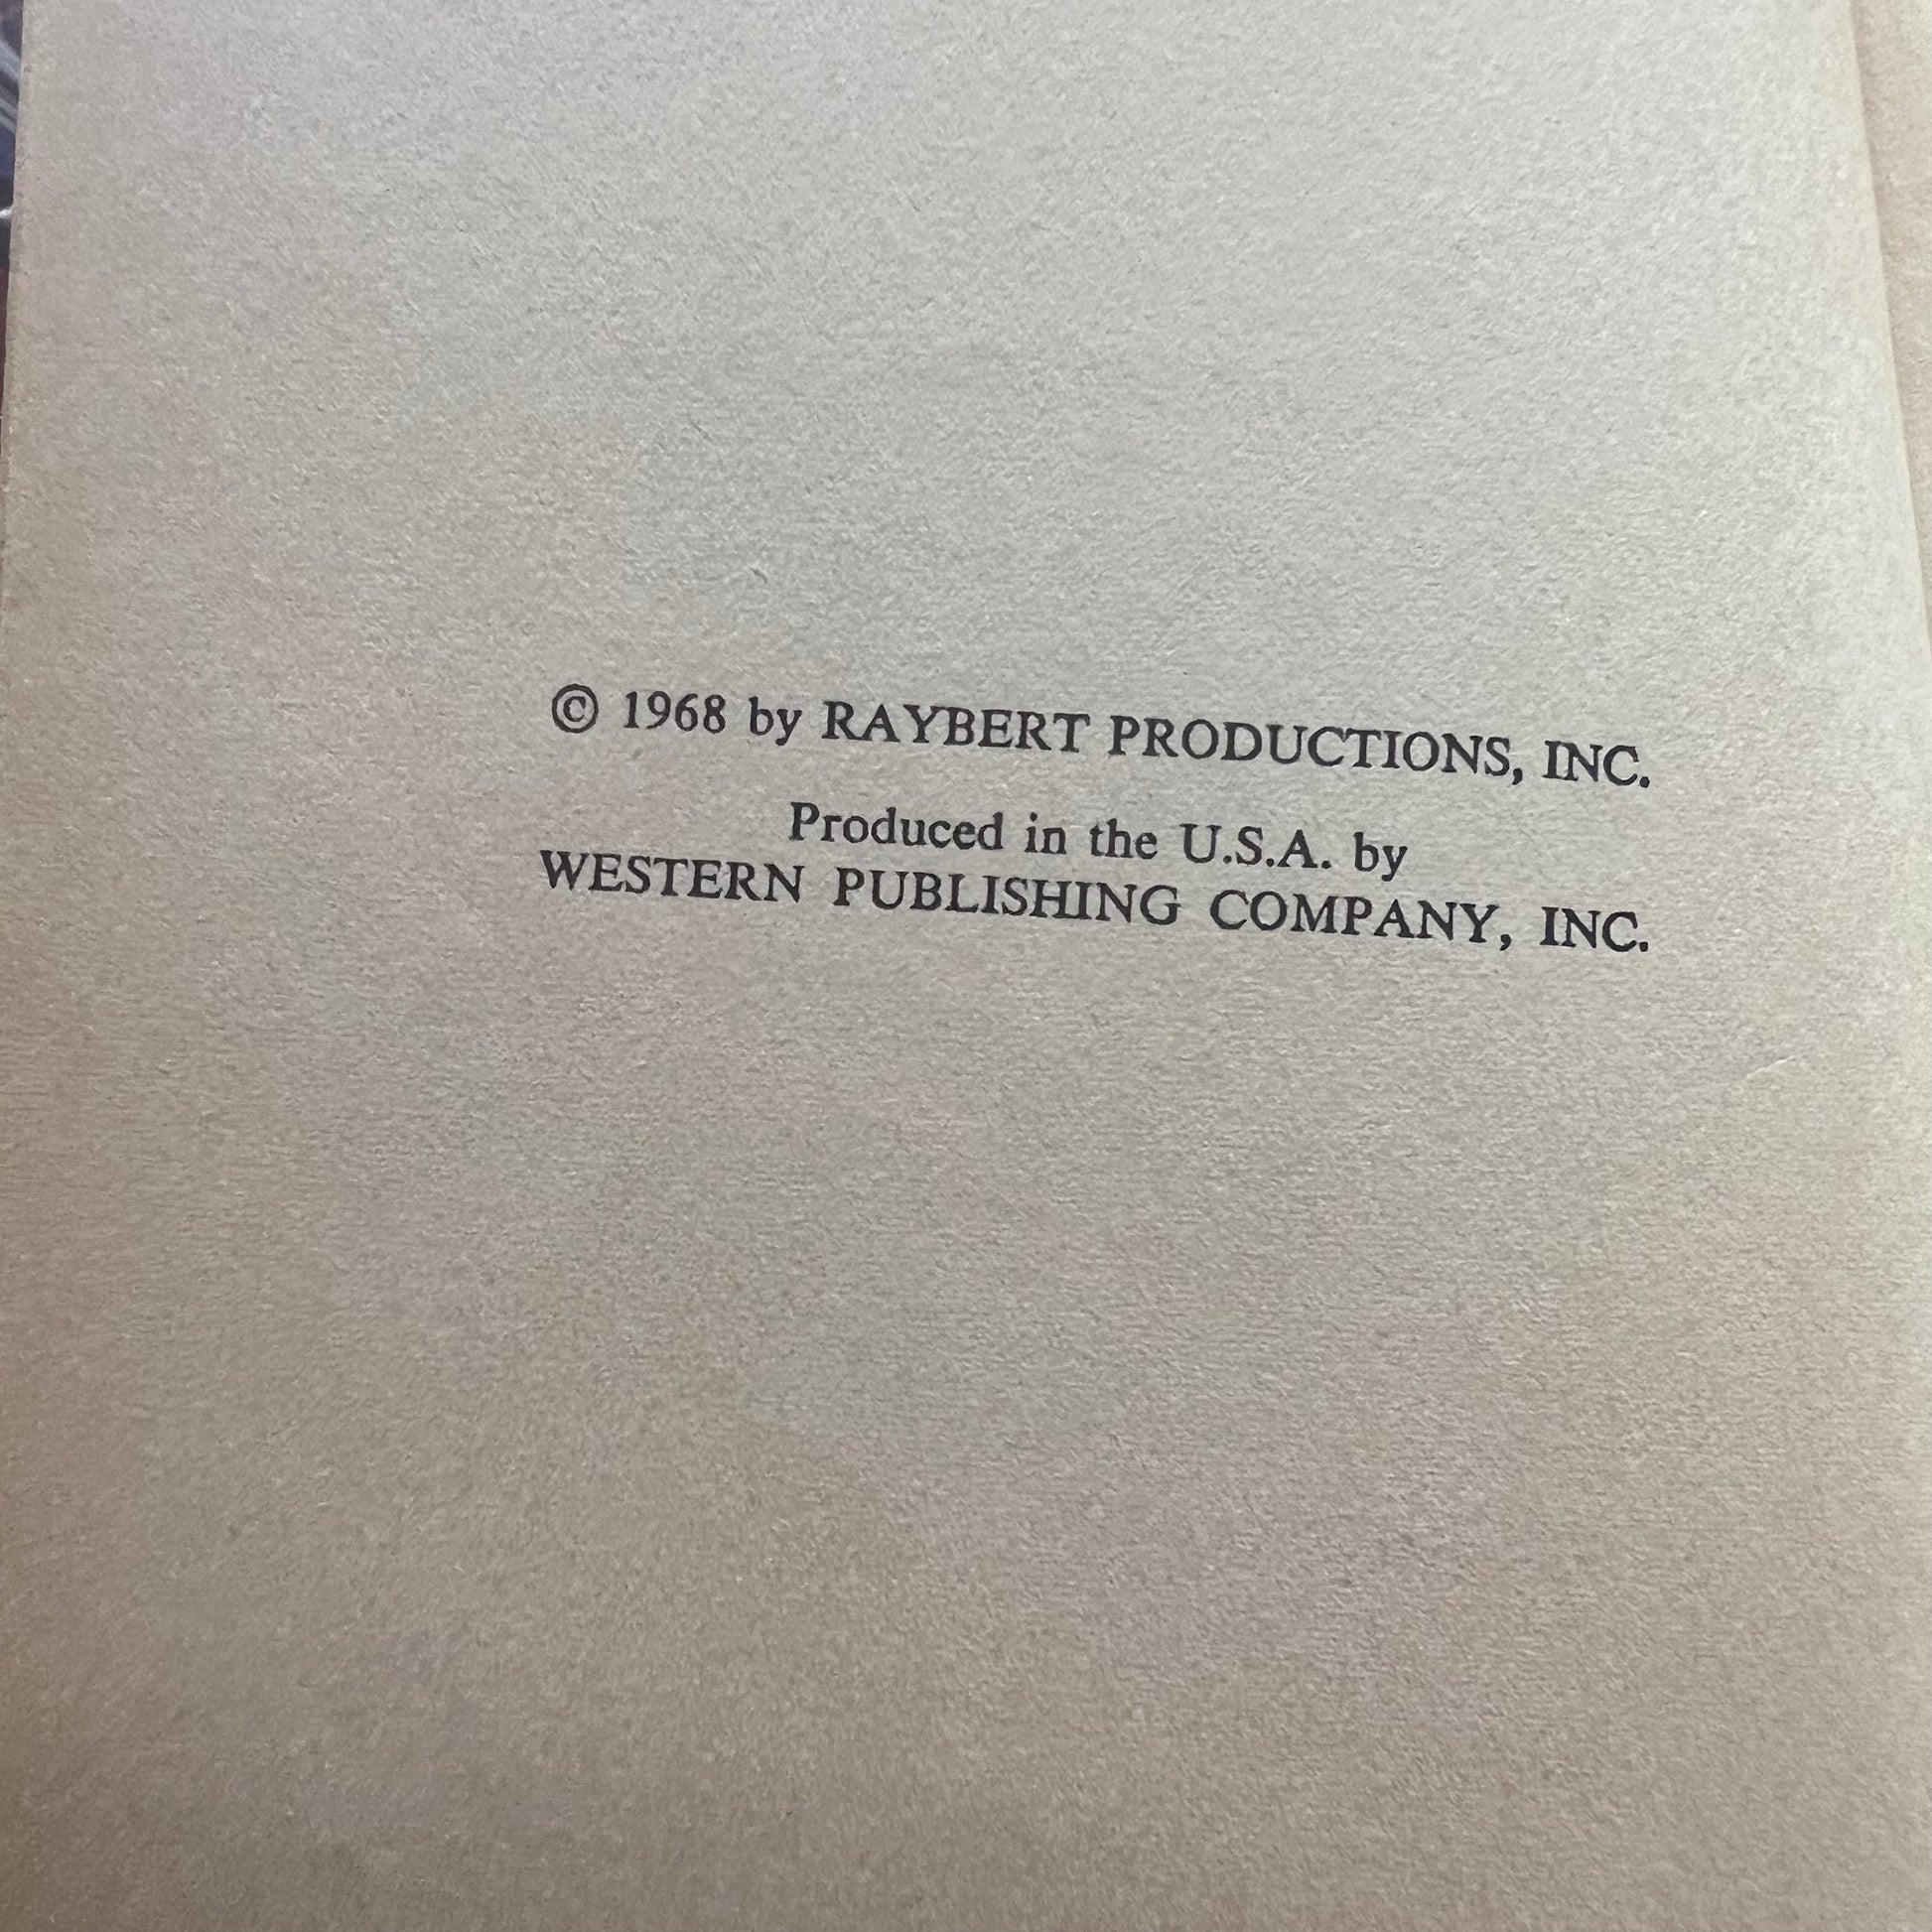 © 1968 by RAYBERT PRODUCTIONS, INC.
Produced in the U.S.A. by
WESTERN PUBLISHING COMPANY, INC.